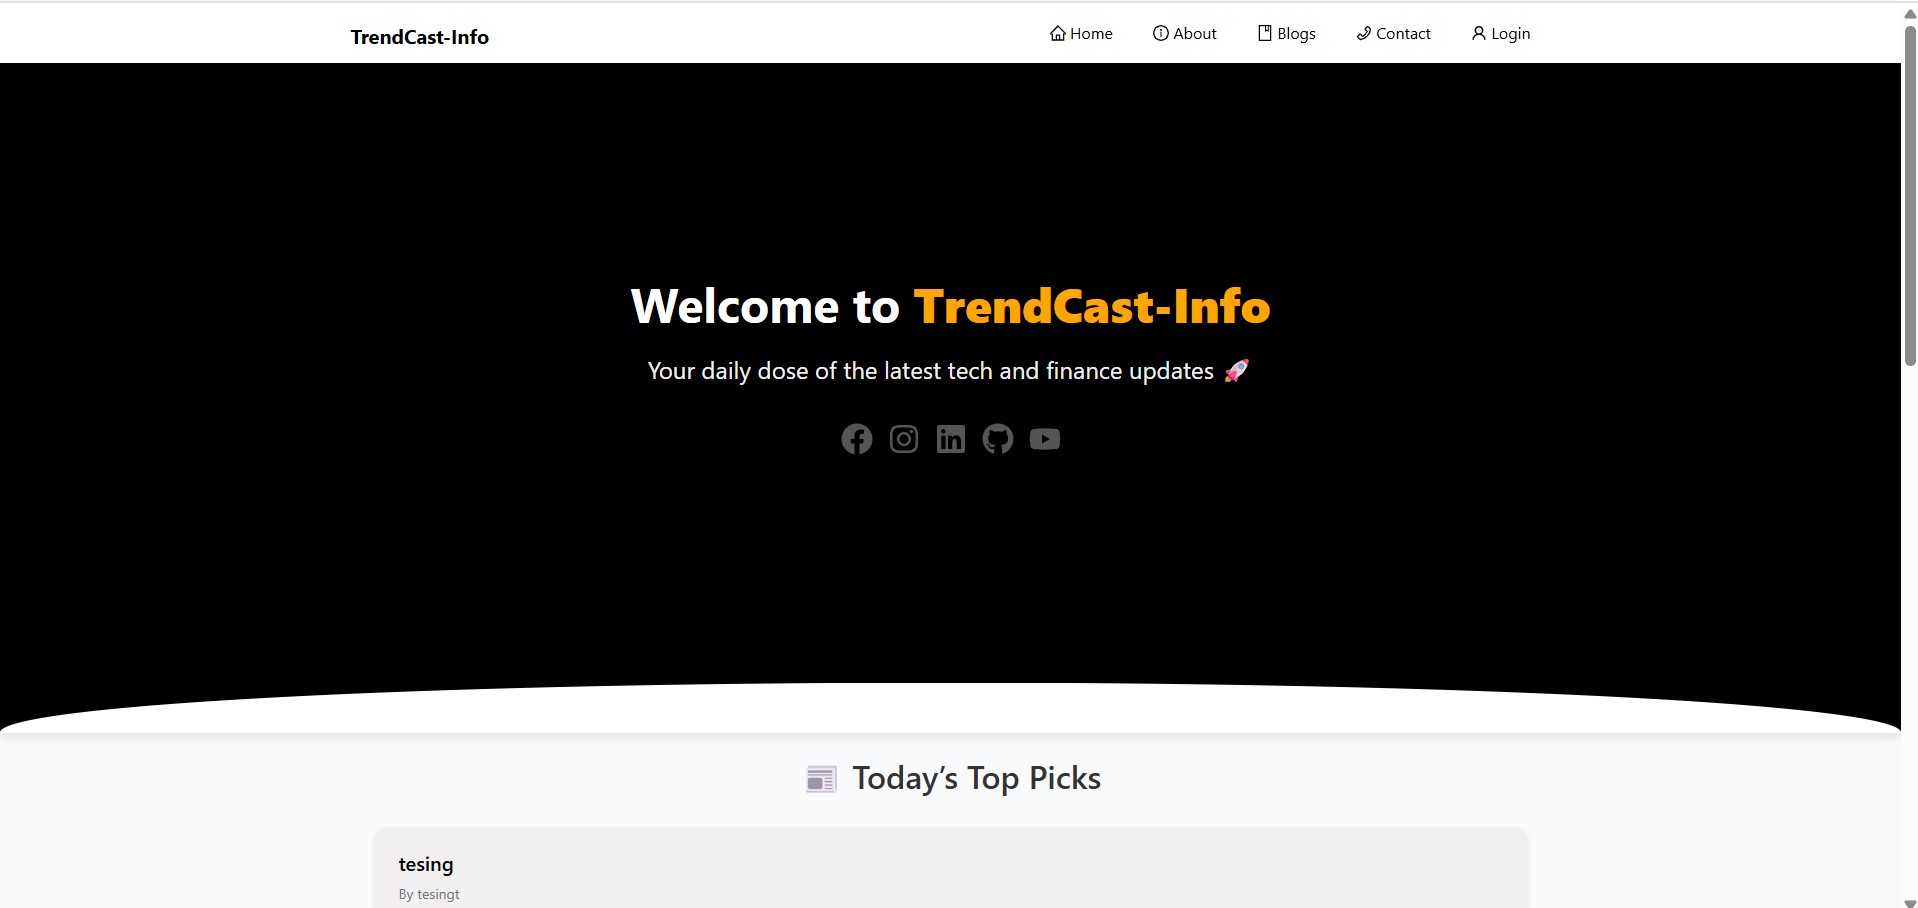 TrendCast-Info
Home About Blogs Contact Login
Welcome to TrendCast-Info
Your daily dose of the latest tech and finance updates 🚀
Today’s Top Picks
tesing
By tesingt